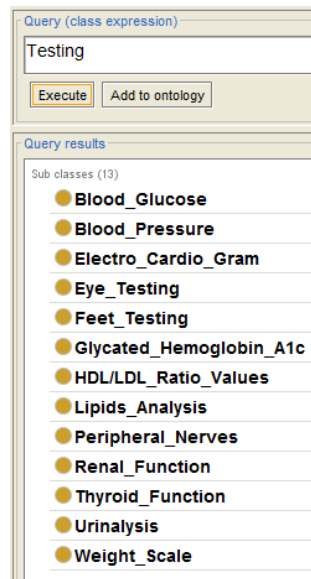 Query (class expression)
Testing
Execute Add to ontology
Query results
Sub classes (13)
Blood_Glucose
Blood_Pressure
Electro_Cardio_Gram
Eye_Testing
Feet_Testing
Glycated_Hemoglobin_A1c
HDL/LDL_Ratio_Values
Lipids_Analysis
Peripheral_Nerves
Renal_Function
Thyroid_Function
Urinalysis
Weight_Scale